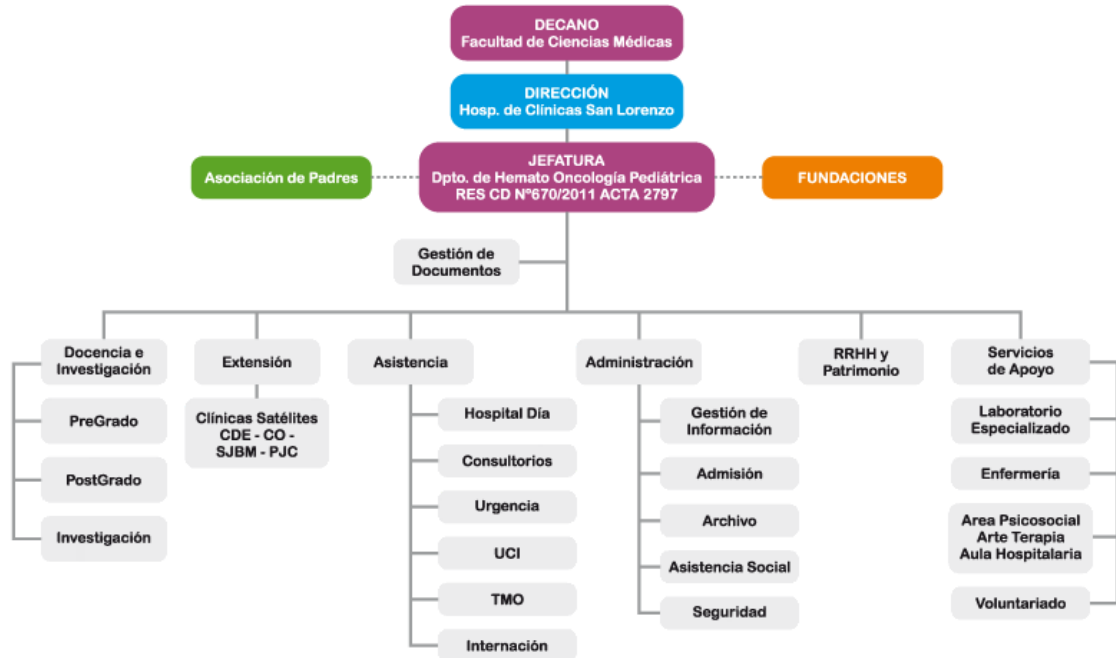 DECANO
Facultad de Ciencias Médicas
DIRECCIÓN
Hosp. de Clínicas San Lorenzo
Asociación de Padres
JEFATURA
Dpto. de Hemato Oncología Pediátrica
RES CD Nº670/2011 ACTA 2797
FUNDACIONES
Gestión de
Documentos
Docencia e
Investigación
PreGrado
PostGrado
Investigación
Extensión
Clínicas Satélites
CDE - CO -
SJBM - PJC
Asistencia
Hospital Día
Consultorios
Urgencia
UCI
TMO
Internación
Administración
Gestión de
Información
Admisión
Archivo
Asistencia Social
Seguridad
RRHH y
Patrimonio
Servicios
de Apoyo
Laboratorio
Especializado
Enfermería
Area Psicosocial
Arte Terapia
Aula Hospitalaria
Voluntariado